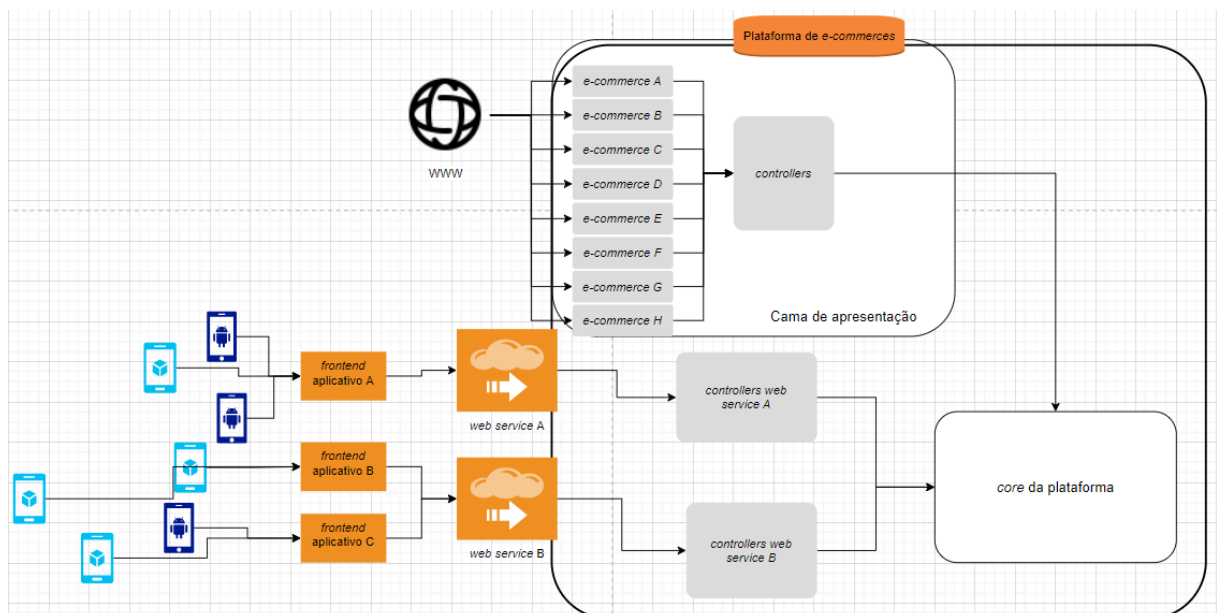 Plataforma de e-commerces
e-commerce A
e-commerce B
e-commerce C
e-commerce D
e-commerce E
e-commerce F
e-commerce G
e-commerce H
WWW
controllers
Cama de apresentação
frontend
aplicativo A
web service A
controllers web
service A
frontend
aplicativo B
frontend
aplicativo C
web service B
controllers web
service B
core da plataforma